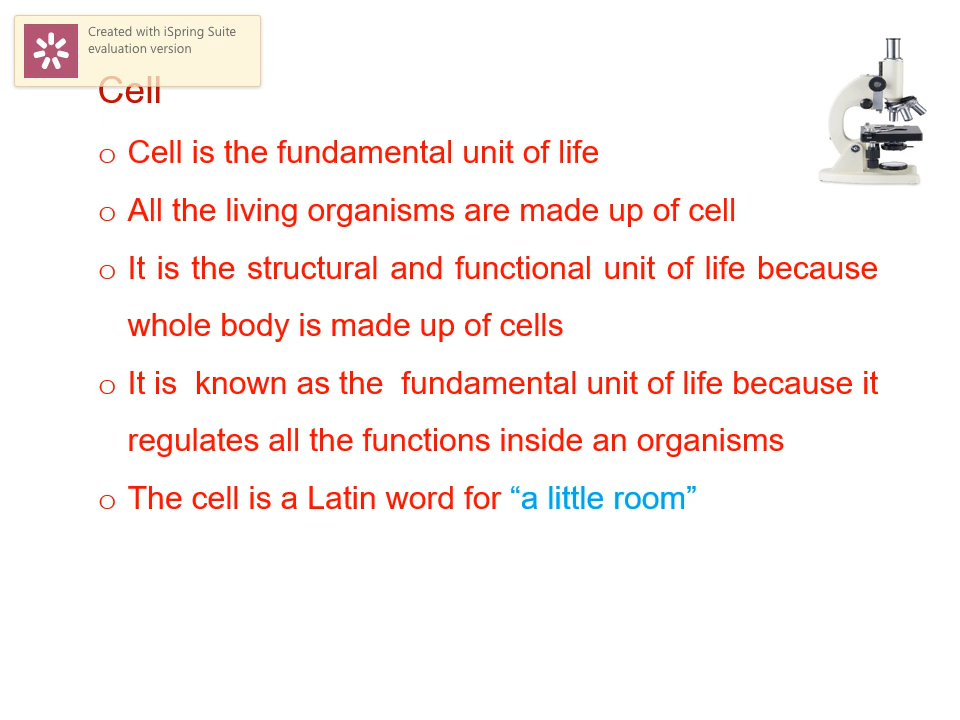 Created with iSpring Suite
evaluation version
Cell
o Cell is the fundamental unit of life
o All the living organisms are made up of cell
o It is the structural and functional unit of life because
whole body is made up of cells
o It is  known as the  fundamental unit of life because it
regulates all the functions inside an organisms
o The cell is a Latin word for “a little room”